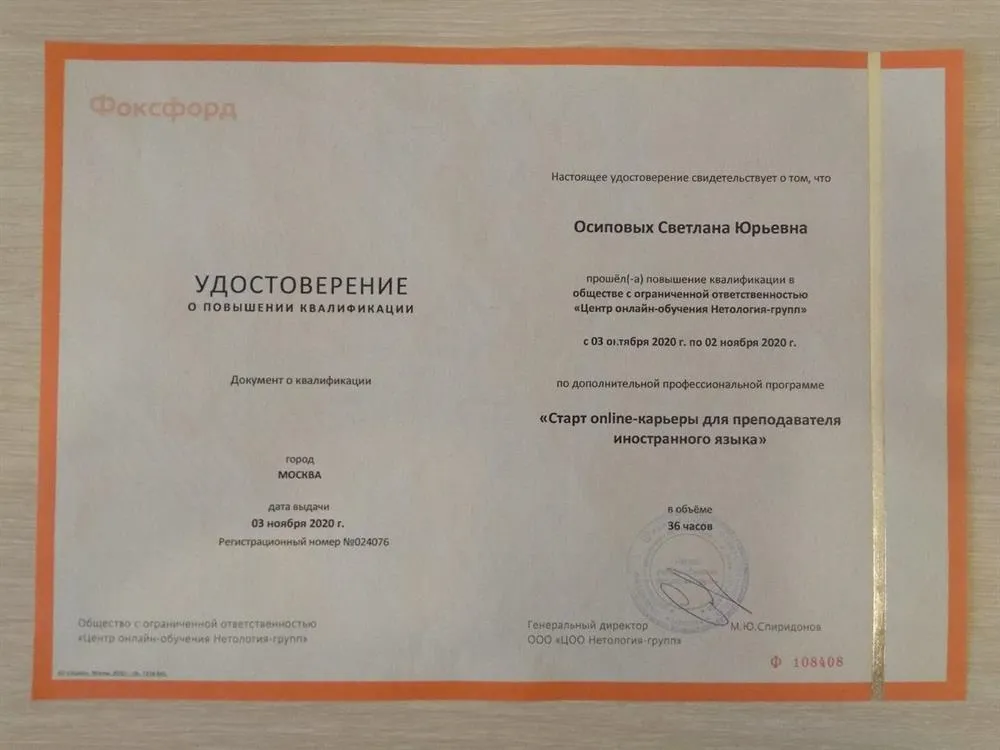 Фоксфорд
УДОСТОВЕРЕНИЕ
О ПОВЫШЕНИИ КВАЛИФИКАЦИИ
Документ о квалификации
город
МОСКВА
дата выдачи
03 ноября 2020 г.
Регистрационный номер №024076
Общество с ограниченной ответственностью
«Центр онлайн-обучения Нетология-групп»
Настоящее удостоверение свидетельствует о том, что
Осиповых Светлана Юрьевна
прошёл(-а) повышение квалификации в
обществе с ограниченной ответственностью
«Центр онлайн-обучения Нетология-групп»
с 03 октября 2020 г. по 02 ноября 2020 г.
по дополнительной профессиональной программе
«Старт online-карьеры для преподавателя
иностранного языка»
в объёме
36 часов
Генеральный директор М.Ю.Спиридонов
ООО «ЦОО Нетология-групп»
Ф 108408